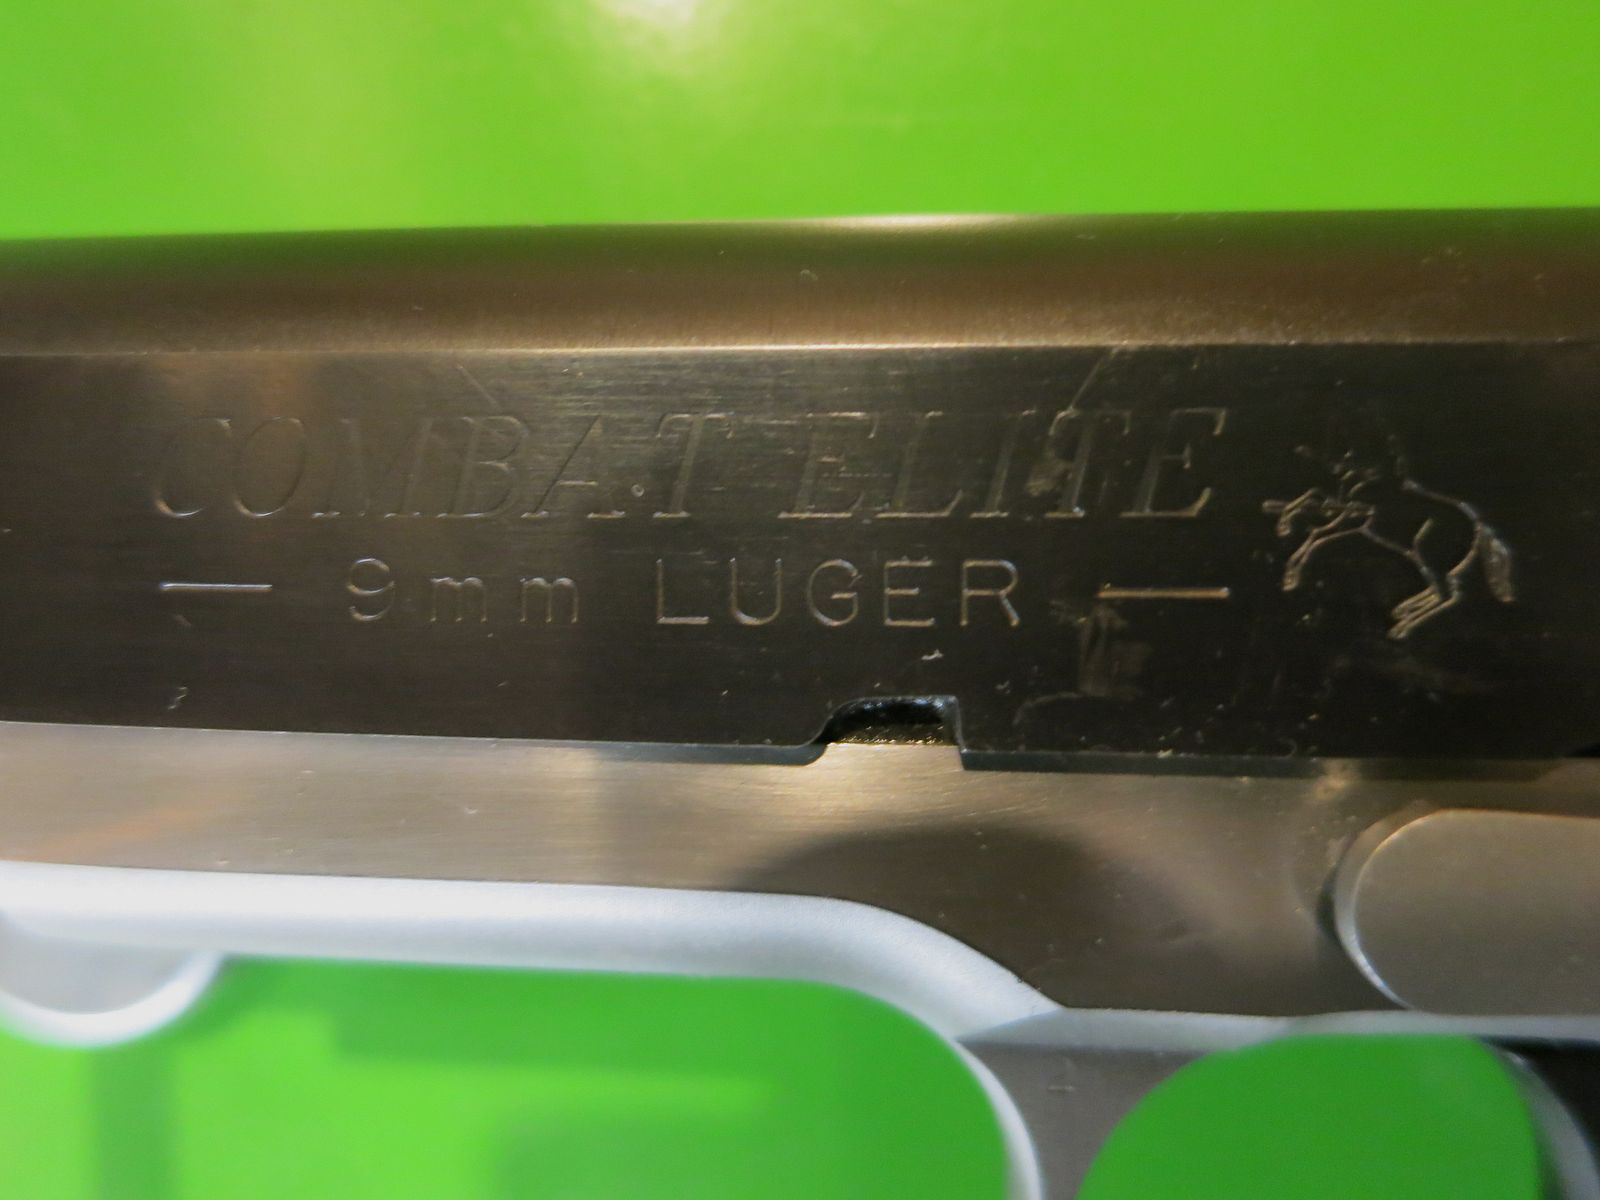 COMBAT ELITE
— 9mm LUGER —